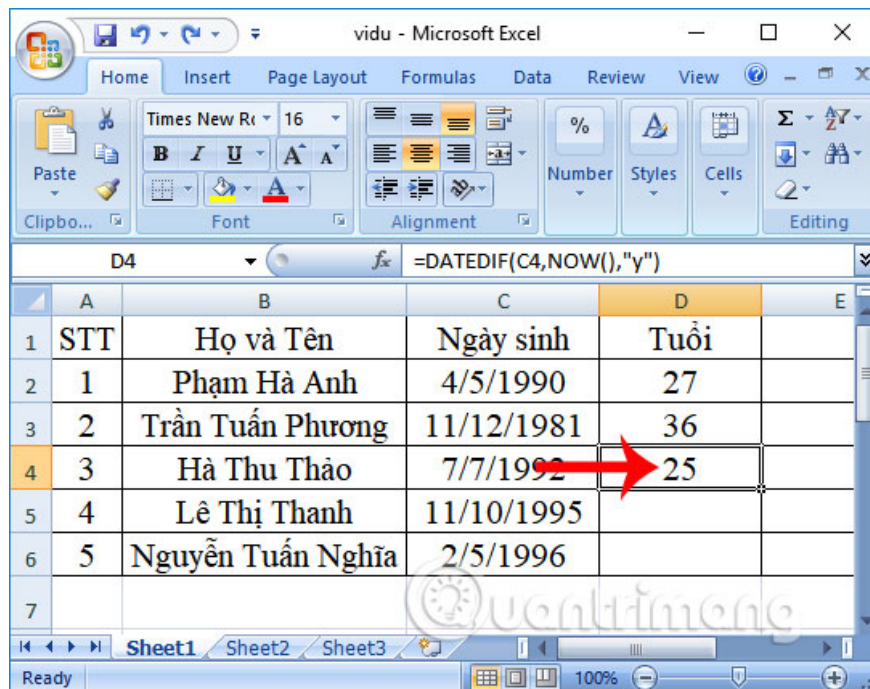 vidu - Microsoft Excel
Home Insert Page Layout Formulas Data Review View
Times New Ro 16
B I U A A
Paste % Number Styles Cells Σ
A
Clipbo... Font Alignment Editing
D4 fx =DATEDIF(C4,NOW(),"y")
A B C D E
1 STT Họ và Tên Ngày sinh Tuổi
2 1 Phạm Hà Anh 4/5/1990 27
3 2 Trần Tuấn Phương 11/12/1981 36
4 3 Hà Thu Thảo 7/7/1992 25
5 4 Lê Thị Thanh 11/10/1995
6 5 Nguyễn Tuấn Nghĩa 2/5/1996
7 Quantrimang
Sheet1 Sheet2 Sheet3
Ready 100%